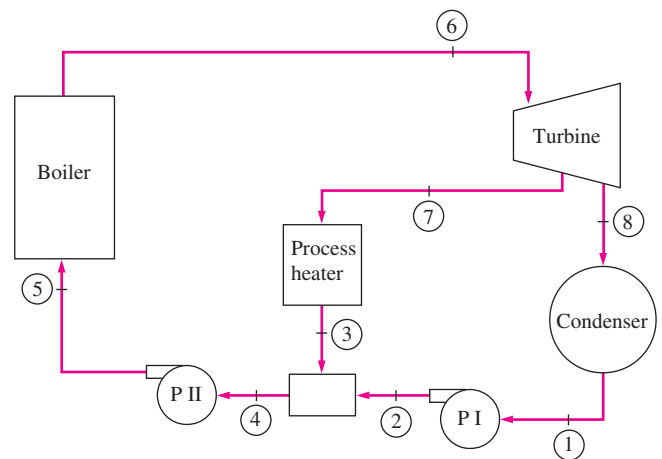 6
Turbine
Boiler
7
8
Process
heater
5
3
Condenser
P II
4
2
P I
1